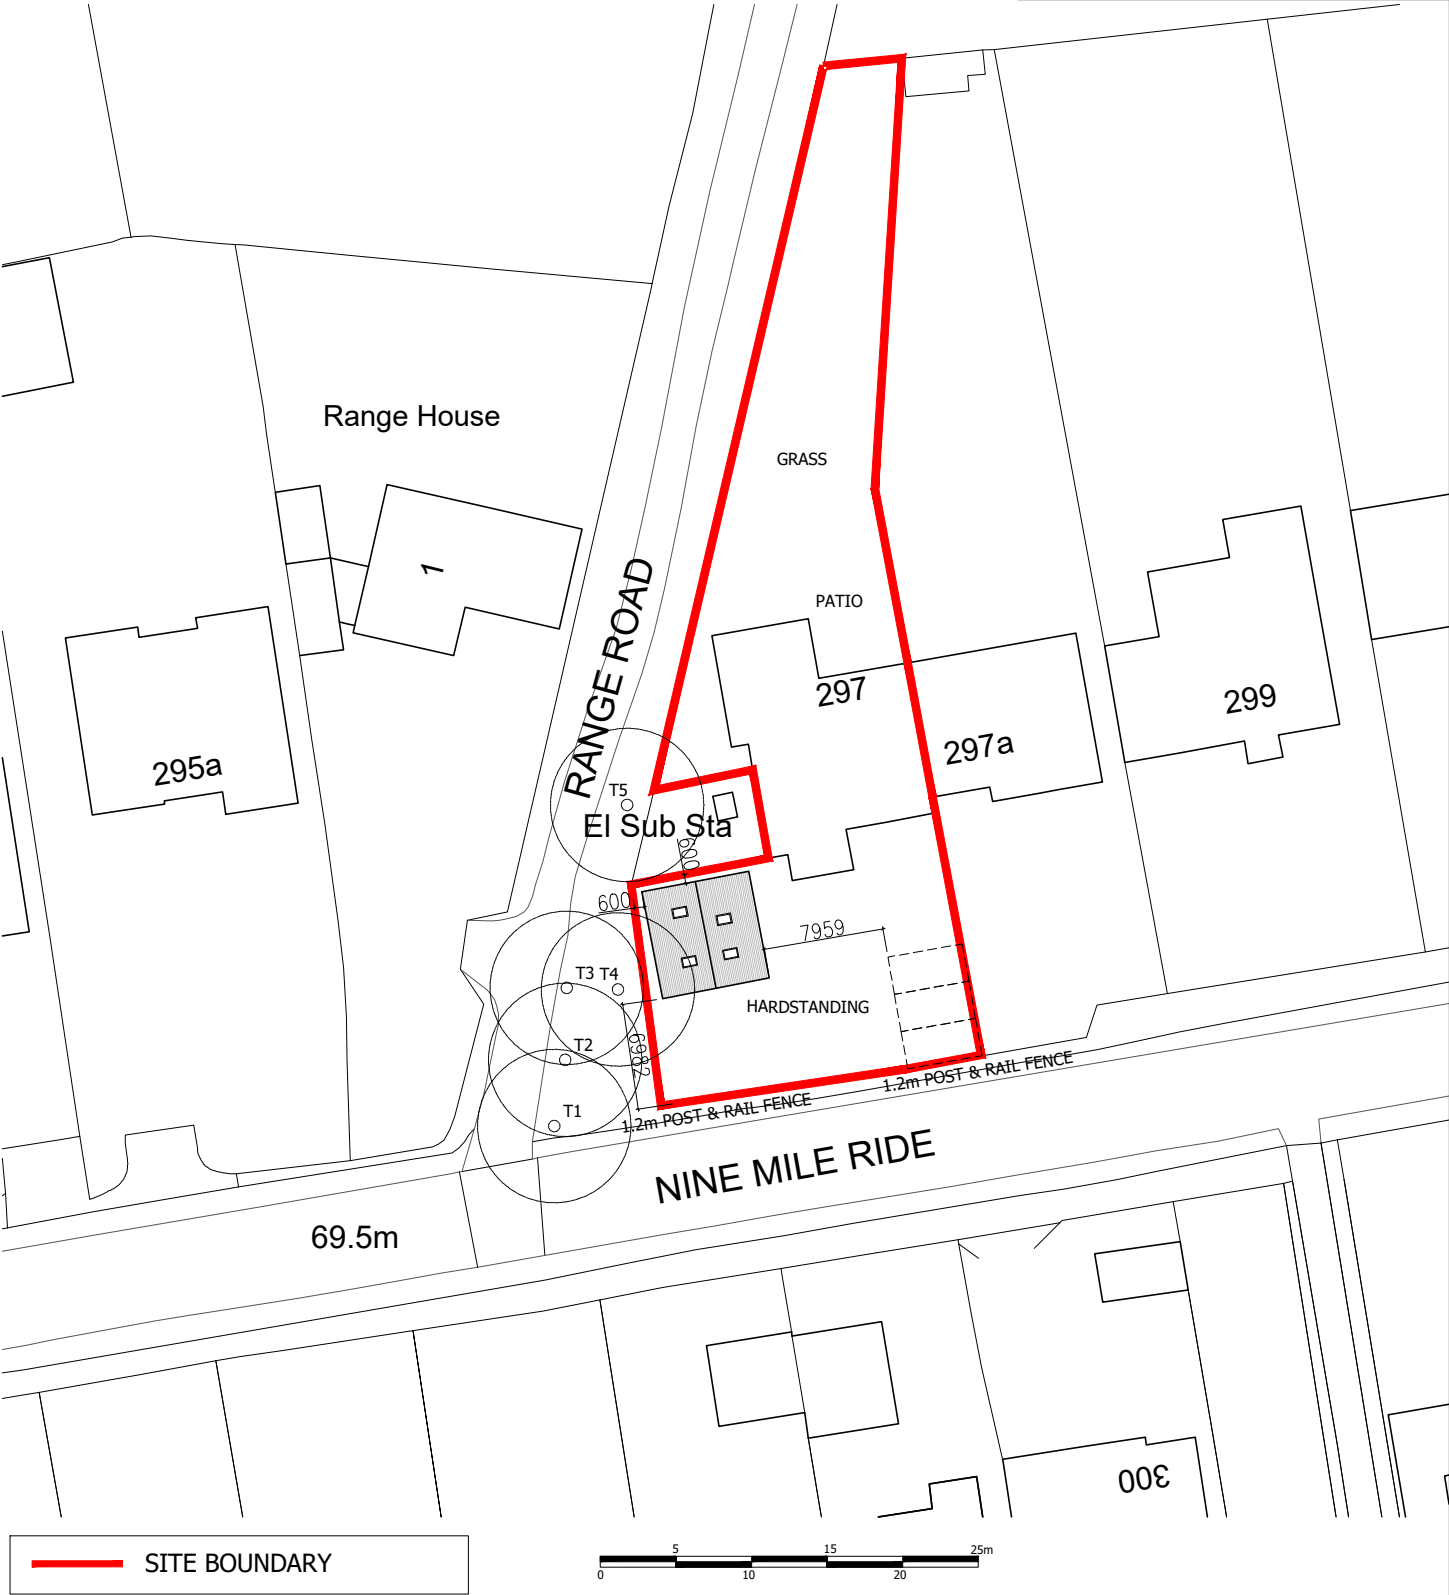 Range House
GRASS
1
RANGE ROAD
PATIO
297
299
297a
295a
T5
El Sub Sta
600
600
7959
T3
T4
HARDSTANDING
6982
T2
1.2m POST & RAIL FENCE
1.2m POST & RAIL FENCE
T1
NINE MILE RIDE
69.5m
300
SITE BOUNDARY
5
15
25m
0
10
20